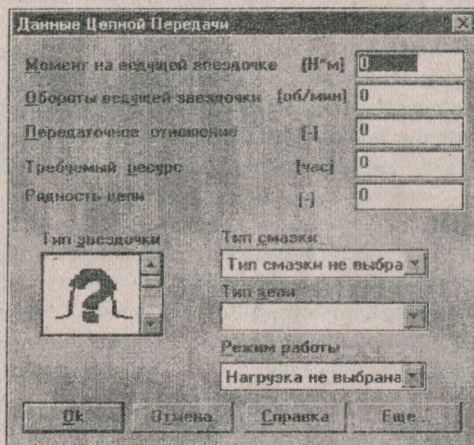 Данные Цепной Передачи
Момент на ведущей звездочке [Н*м] 0
Обороты ведущей звездочки [об/мин] 0
Передаточное отношение [-] 0
Требуемый ресурс [час] 0
Рядность цепи [-] 0
Тип звездочки
Тип смазки
Тип смазки не выбра
Тип цепи
Режим работы
Нагрузка не выбрана
Ok Отмена Справка Еще...